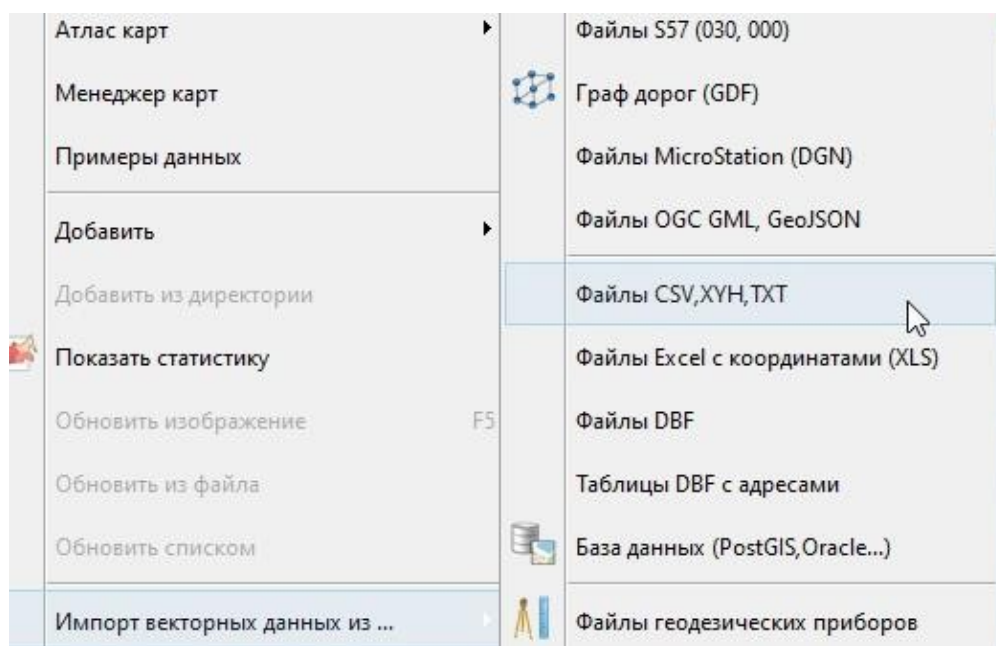 Атлас карт
Менеджер карт
Примеры данных
Добавить
Добавить из директории
Показать статистику
Обновить изображение F5
Обновить из файла
Обновить списком
Импорт векторных данных из ...
Файлы S57 (030, 000)
Граф дорог (GDF)
Файлы MicroStation (DGN)
Файлы OGC GML, GeoJSON
Файлы CSV,XYH,TXT
Файлы Excel с координатами (XLS)
Файлы DBF
Таблицы DBF с адресами
База данных (PostGIS,Oracle...)
Файлы геодезических приборов